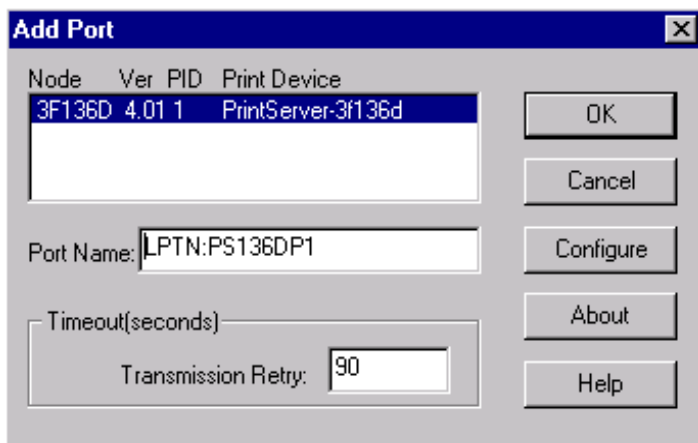 Add Port
Node Ver PID Print Device
3F136D 4.01 1 PrintServer-3f136d
OK
Cancel
Port Name: LPTN:PS136DP1
Configure
Timeout(seconds)
Transmission Retry: 90
About
Help